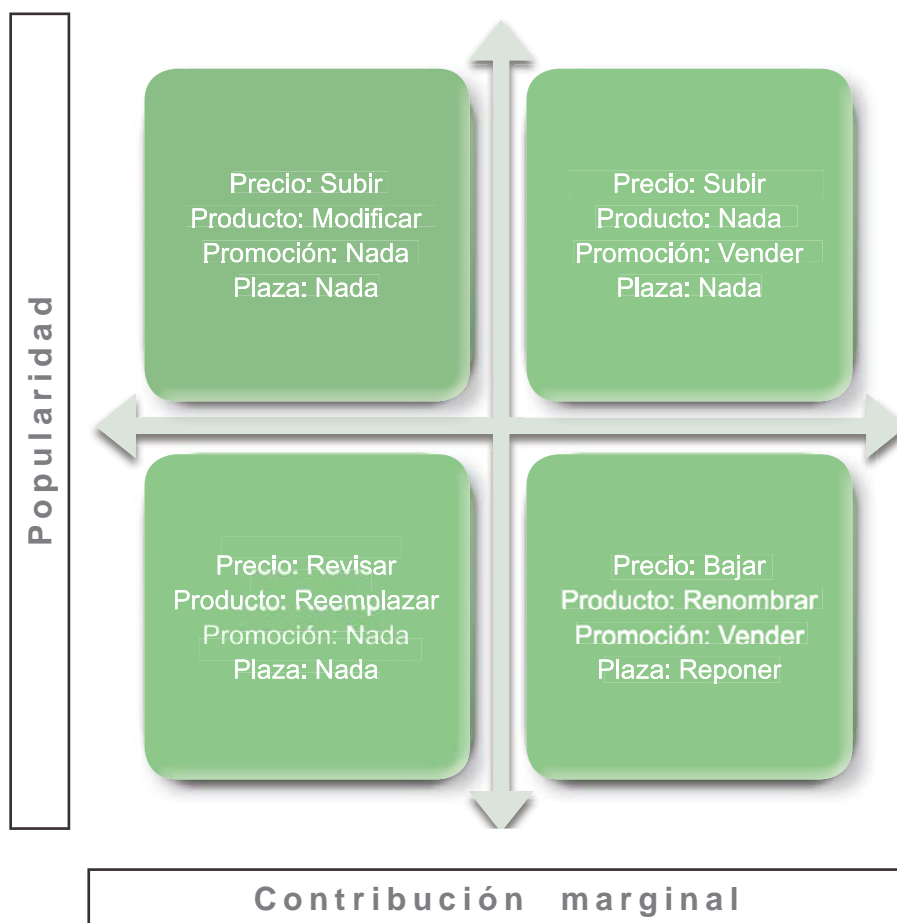 Popularidad
Precio: Subir
Producto: Modificar
Promoción: Nada
Plaza: Nada
Precio: Subir
Producto: Nada
Promoción: Vender
Plaza: Nada
Precio: Revisar
Producto: Reemplazar
Promoción: Nada
Plaza: Nada
Precio: Bajar
Producto: Renombrar
Promoción: Vender
Plaza: Reponer
Contribución marginal